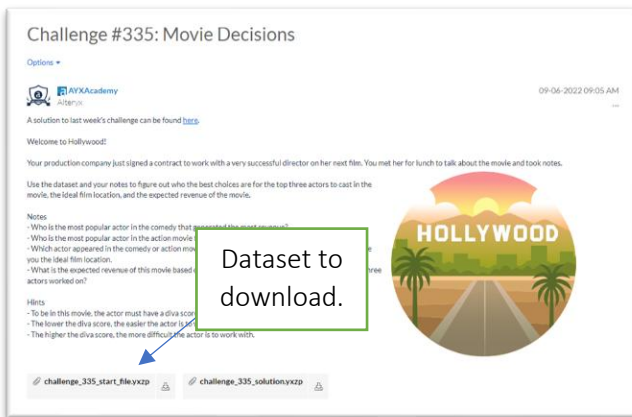 Challenge #335: Movie Decisions
Options
AYXAcademy
Alteryx
09-06-2022 09:05 AM
A solution to last week's challenge can be found here.
Welcome to Hollywood!
Your production company just signed a contract to work with a very successful director on her next film. You met her for lunch to talk about the movie and took notes.
Use the dataset and your notes to figure out who the best choices are for the top three actors to cast in the
movie, the ideal film location, and the expected revenue of the movie.
Notes
- Who is the most popular actor in the comedy that generated the most revenue?
- Who is the most popular actor in the action movie
- Which actor appeared in the comedy or action
you the ideal film location.
- What is the expected revenue of this movie based
actors worked on?
Hints
- To be in this movie, the actor must have a diva
- The lower the diva score, the easier the actor is
- The higher the diva score, the more difficult the actor is to work with.
HOLLYWOOD
Dataset to
download.
challenge_335_start_file.yxzp
challenge_335_solution.yxzp